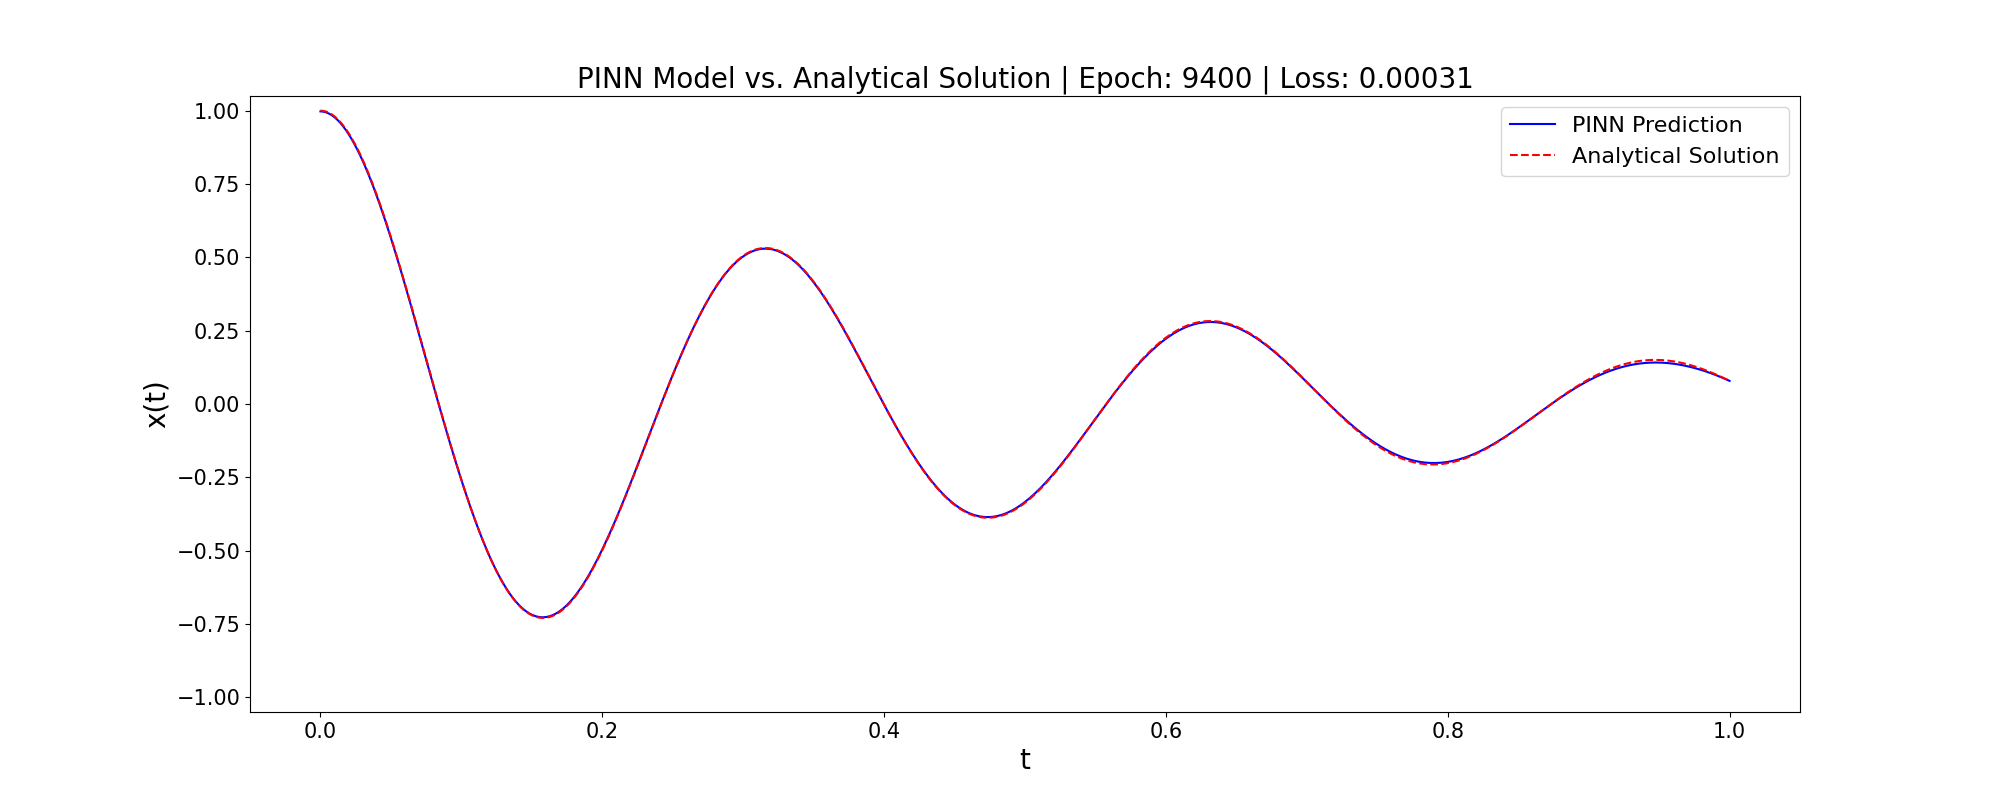 PINN Model vs. Analytical Solution | Epoch: 9400 | Loss: 0.00031
PINN Prediction
Analytical Solution
1.00
0.75
0.50
0.25
0.00
−0.25
−0.50
−0.75
−1.00
x(t)
0.0 0.2 0.4 0.6 0.8 1.0
t